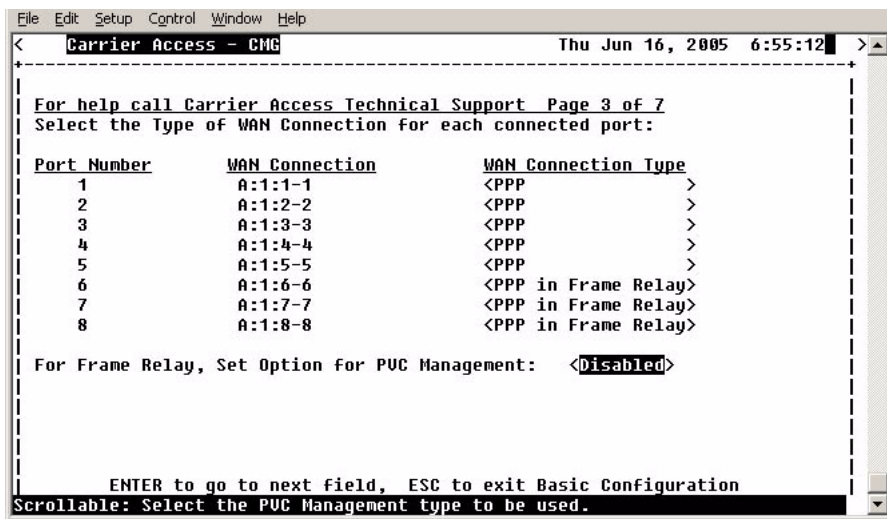 File Edit Setup Control Window Help
< Carrier Access - CMG Thu Jun 16, 2005 6:55:12 >
For help call Carrier Access Technical Support Page 3 of 7
Select the Type of WAN Connection for each connected port:
Port Number WAN Connection WAN Connection Type
1 A:1:1-1 <PPP >
2 A:1:2-2 <PPP >
3 A:1:3-3 <PPP >
4 A:1:4-4 <PPP >
5 A:1:5-5 <PPP >
6 A:1:6-6 <PPP in Frame Relay>
7 A:1:7-7 <PPP in Frame Relay>
8 A:1:8-8 <PPP in Frame Relay>
For Frame Relay, Set Option for PVC Management: <Disabled>
ENTER to go to next field, ESC to exit Basic Configuration
Scrollable: Select the PVC Management type to be used.